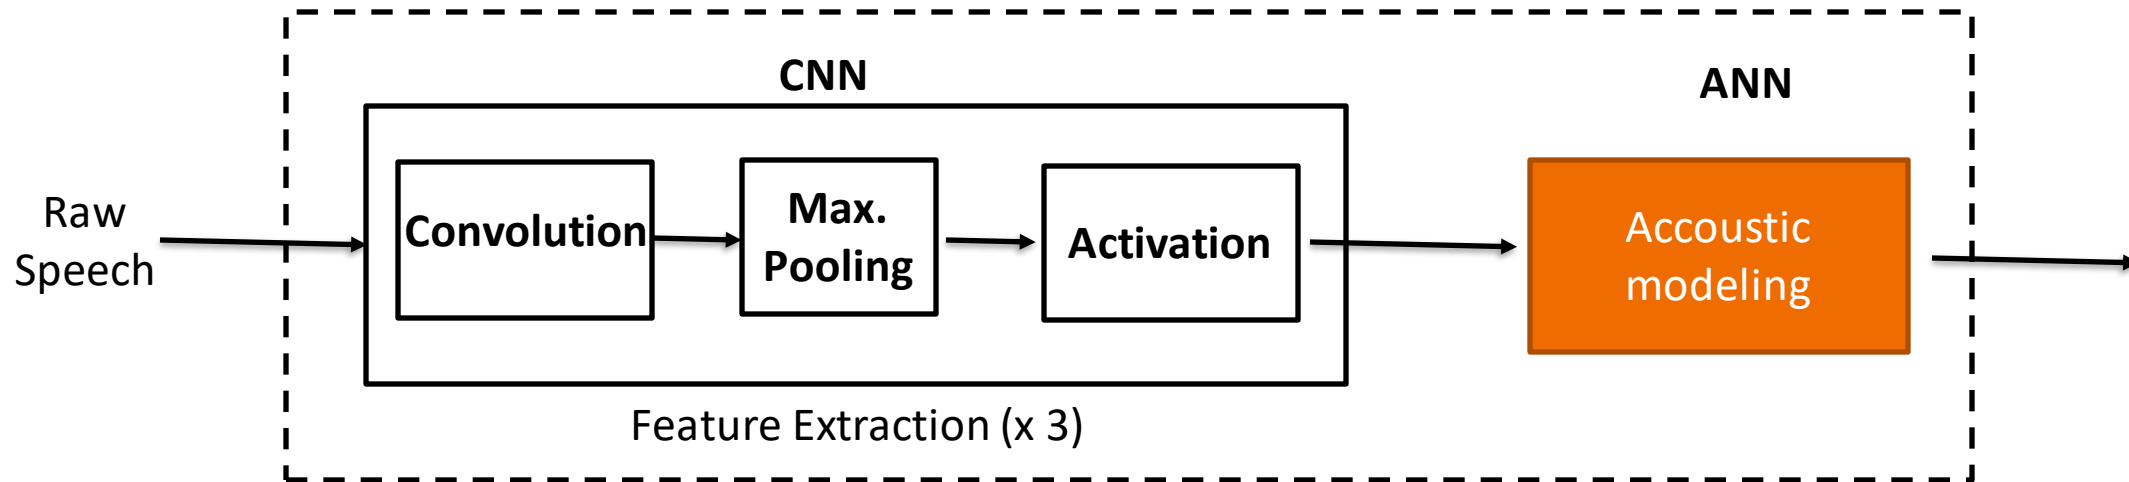 CNN
ANN
Raw
Speech
Convolution
Max.
Pooling
Activation
Accoustic
modeling
Feature Extraction (x 3)